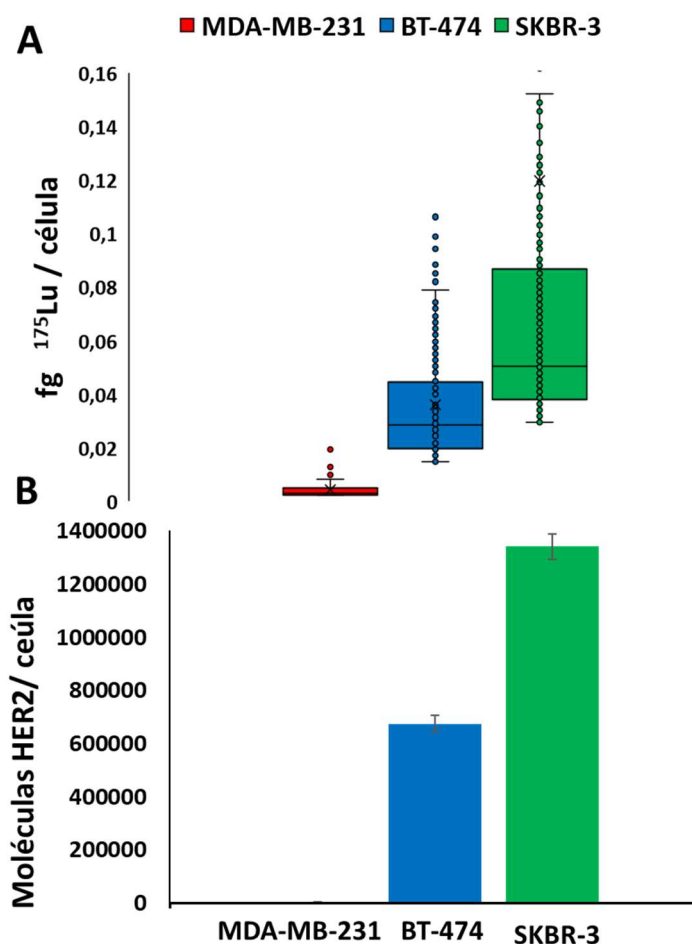 MDA-MB-231 BT-474 SKBR-3
A
0,16
0,14
0,12
0,1
0,08
0,06
0,04
0,02
0
fg ¹⁷⁵Lu / célula
B
1400000
1200000
1000000
800000
600000
400000
200000
0
Moléculas HER2/ ceúla
MDA-MB-231 BT-474 SKBR-3